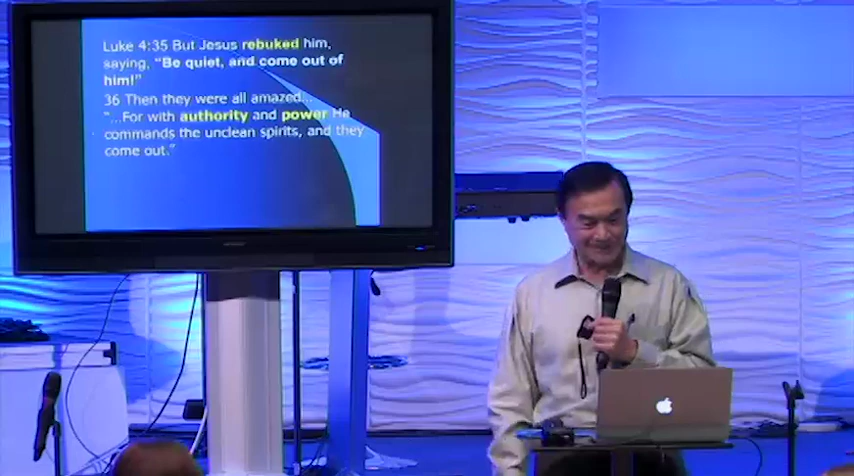 Luke 4:35 But Jesus rebuked him,
saying, "Be quiet, and come out of
him!"
36 Then they were all amazed...
"...For with authority and power He
commands the unclean spirits, and they
come out."